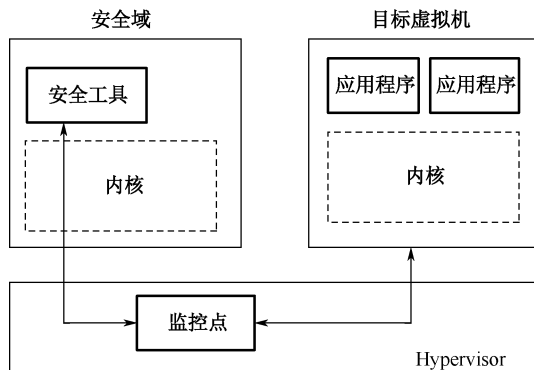 安全域
目标虚拟机
安全工具
应用程序
应用程序
内核
内核
监控点
Hypervisor